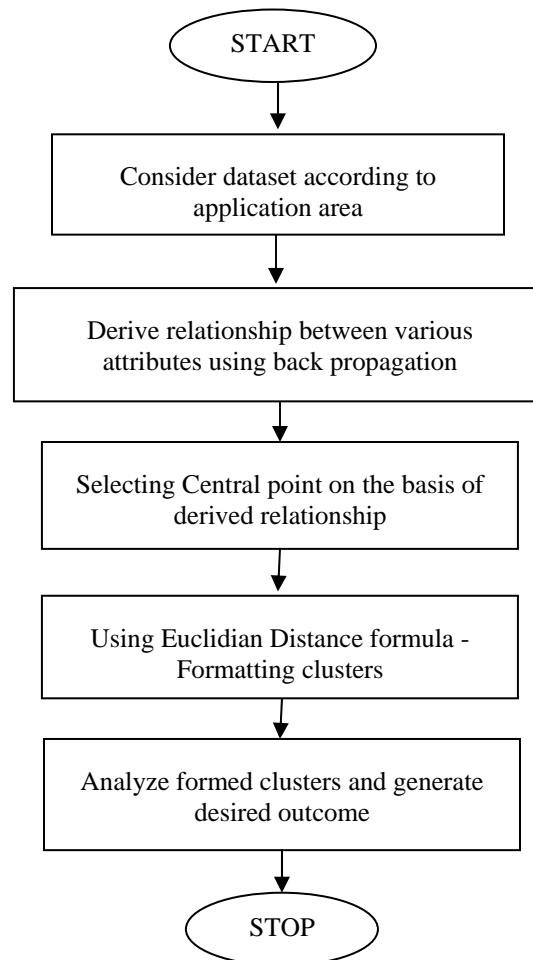 START
Consider dataset according to
application area
Derive relationship between various
attributes using back propagation
Selecting Central point on the basis of
derived relationship
Using Euclidian Distance formula -
Formatting clusters
Analyze formed clusters and generate
desired outcome
STOP